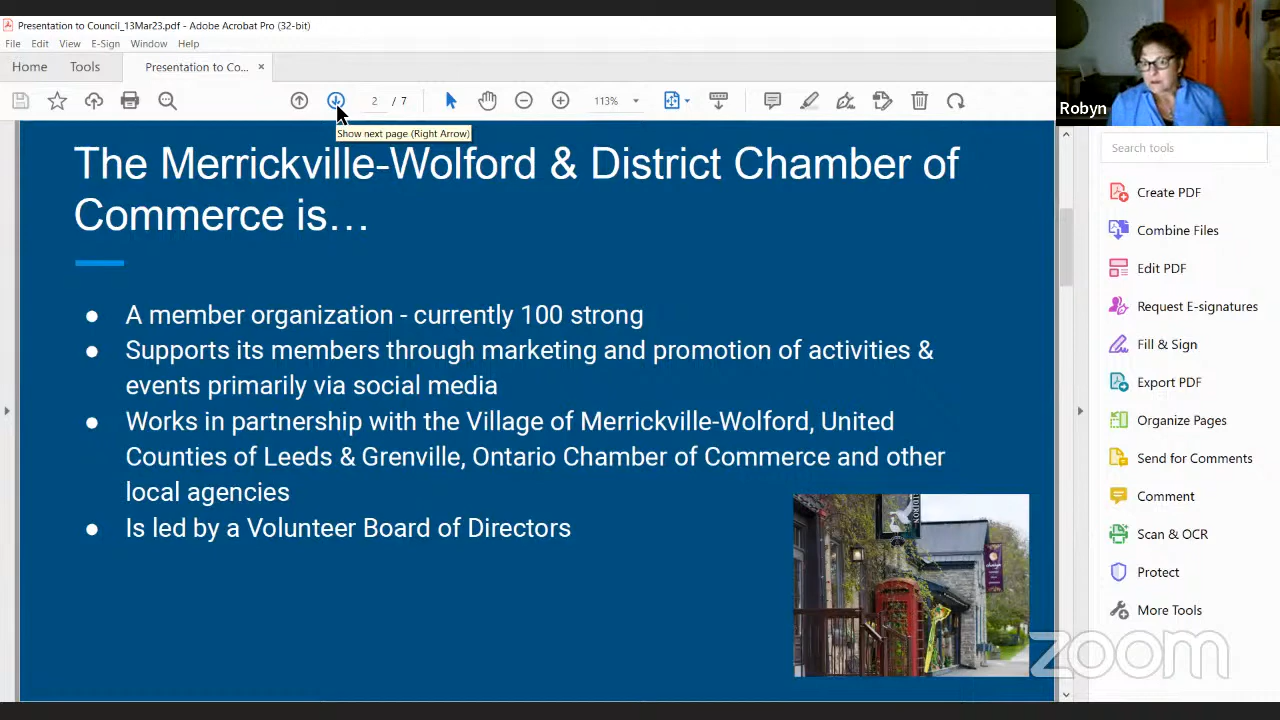 Presentation to Council_13Mar23.pdf - Adobe Acrobat Pro (32-bit)
File Edit View E-Sign Window Help
Home Tools Presentation to Co... ×
2 / 7 113%
Show next page (Right Arrow)
Robyn
The Merrickville-Wolford & District Chamber of
Commerce is…
● A member organization - currently 100 strong
● Supports its members through marketing and promotion of activities &
events primarily via social media
● Works in partnership with the Village of Merrickville-Wolford, United
Counties of Leeds & Grenville, Ontario Chamber of Commerce and other
local agencies
● Is led by a Volunteer Board of Directors
Search tools
Create PDF
Combine Files
Edit PDF
Request E-signatures
Fill & Sign
Export PDF
Organize Pages
Send for Comments
Comment
Scan & OCR
Protect
More Tools
zoom